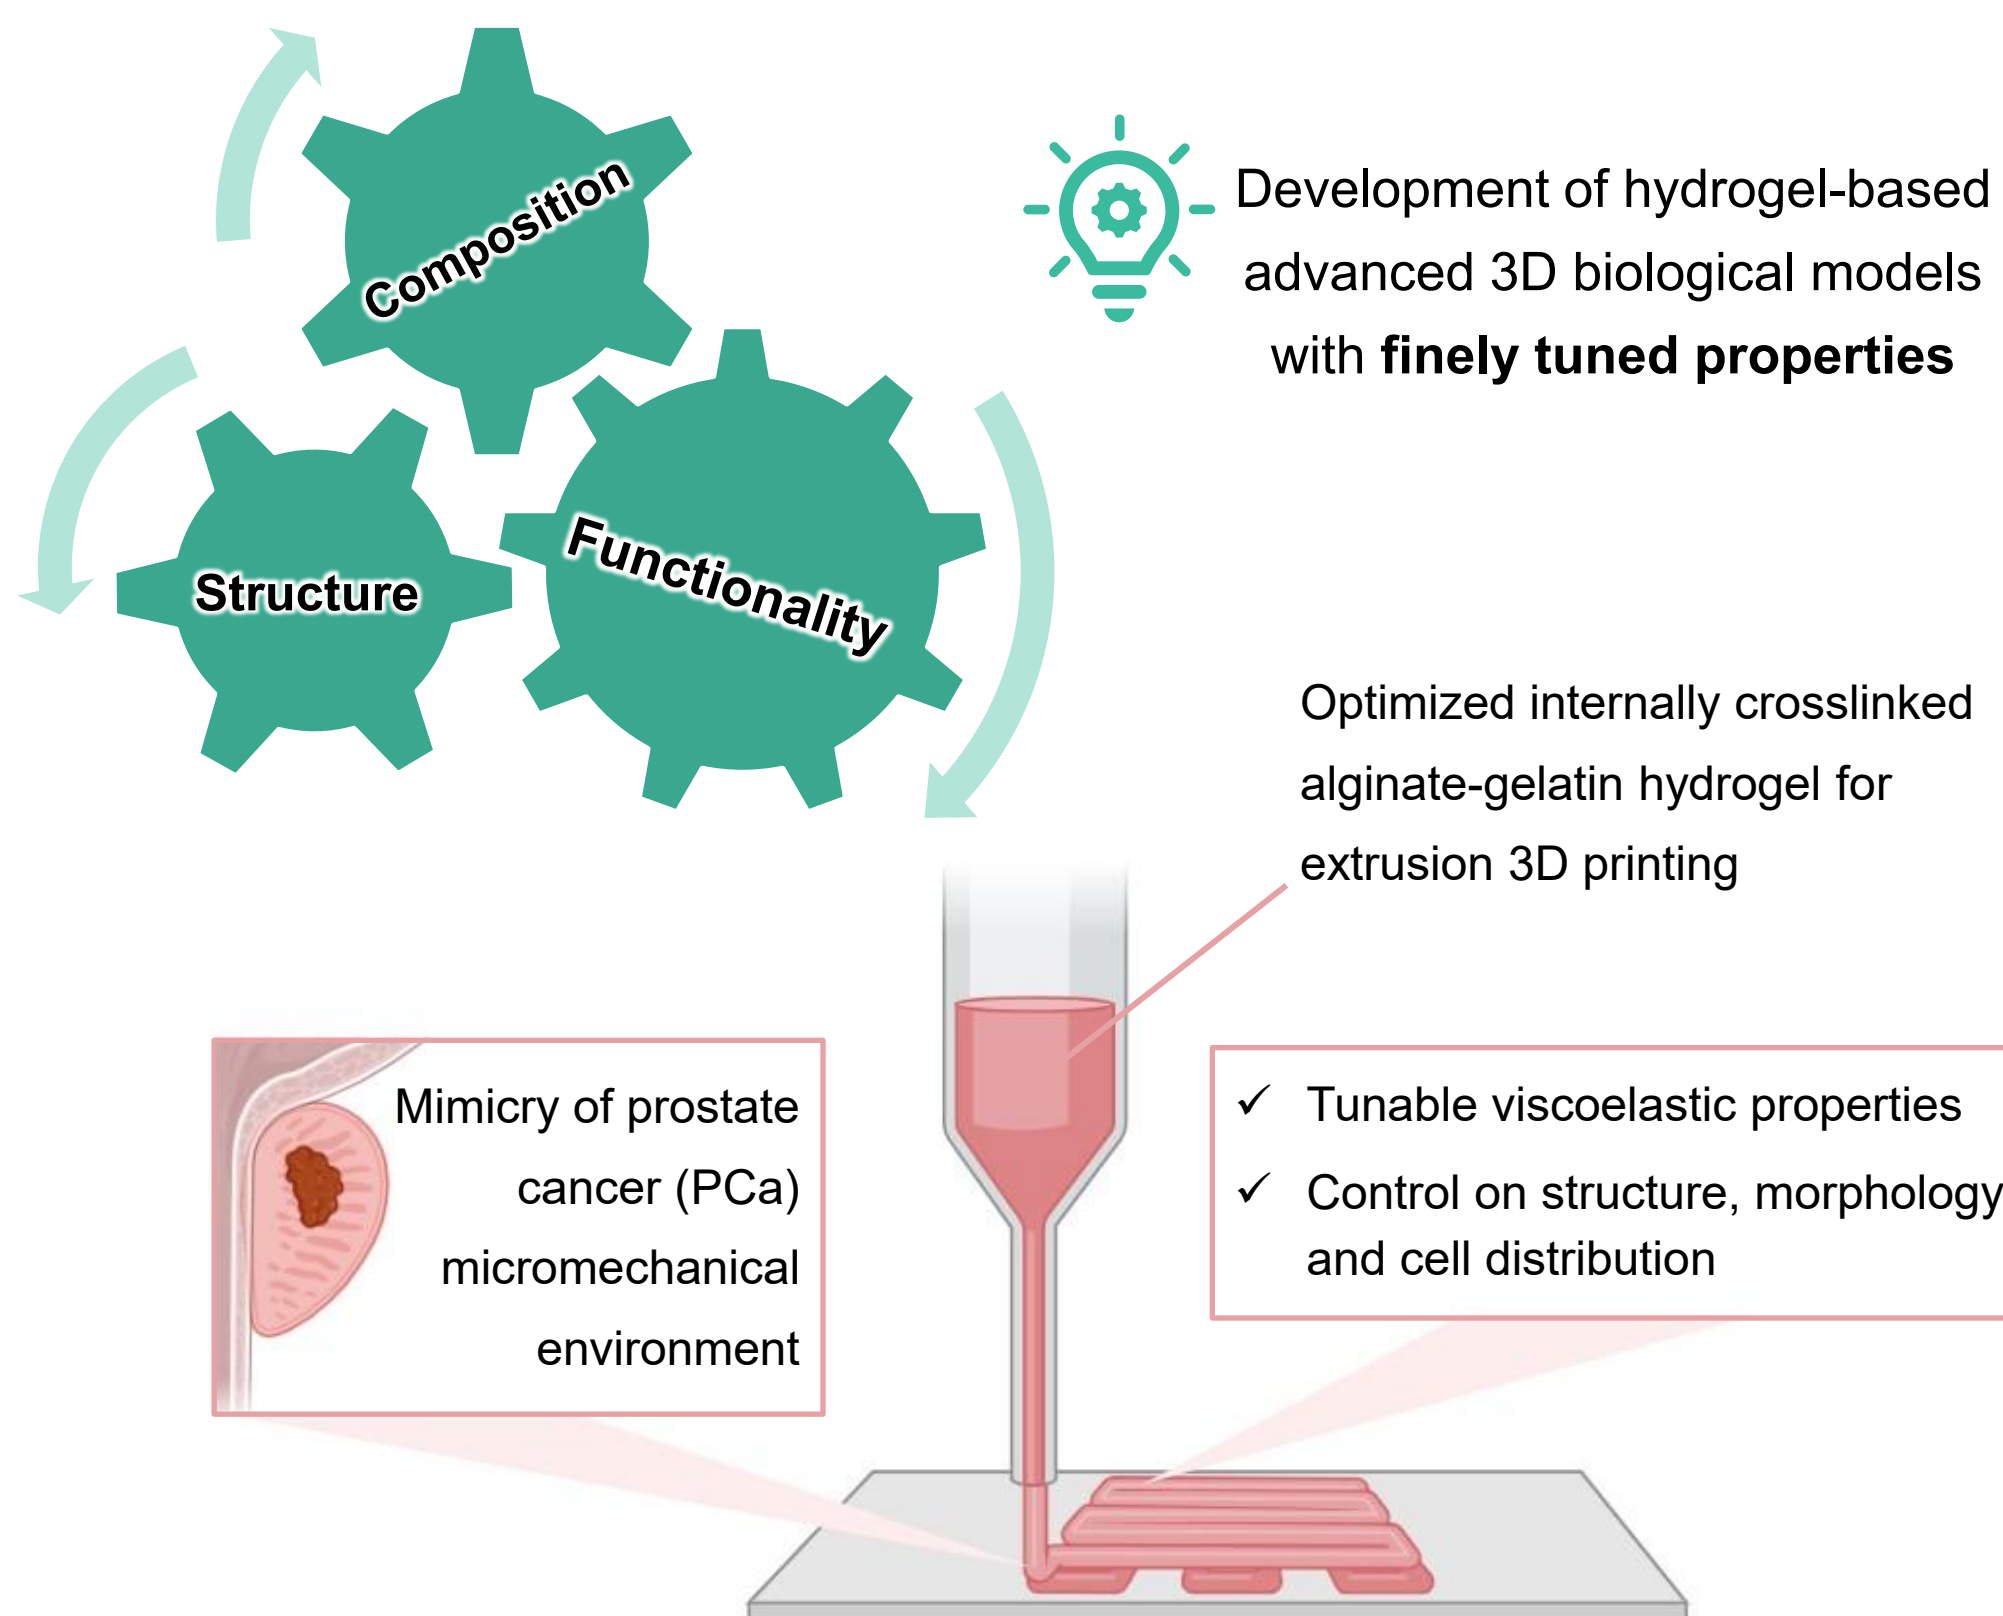 Composition
Structure
Functionality
Development of hydrogel-based
advanced 3D biological models
with finely tuned properties
Optimized internally crosslinked
alginate-gelatin hydrogel for
extrusion 3D printing
Mimicry of prostate
cancer (PCa)
micromechanical
environment
✓ Tunable viscoelastic properties
✓ Control on structure, morphology
and cell distribution